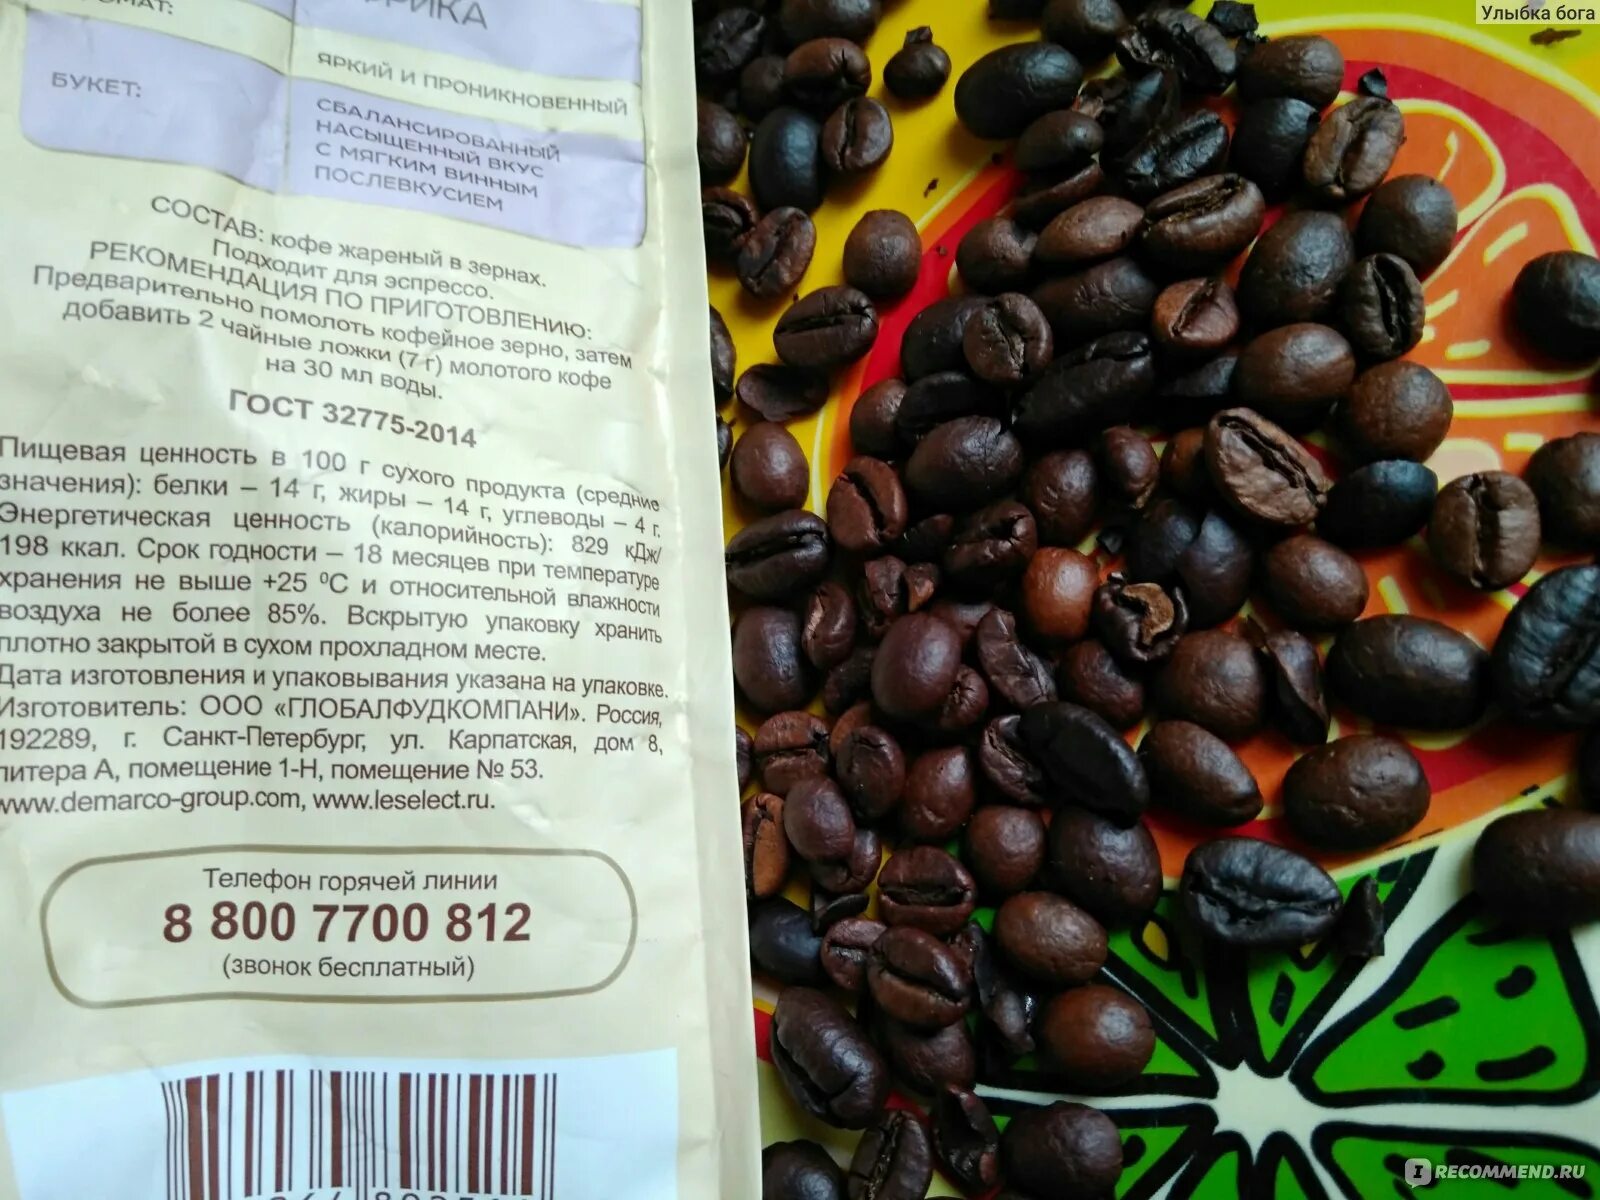 Улыбка бога
БУКЕТ:
ЯРКИЙ И ПРОНИКНОВЕННЫЙ
СБАЛАНСИРОВАННЫЙ
НАСЫЩЕННЫЙ ВКУС
С МЯГКИМ ВИННЫМ
ПОСЛЕВКУСИЕМ
СОСТАВ: кофе жареный в зернах.
Подходит для эспрессо.
РЕКОМЕНДАЦИЯ ПО ПРИГОТОВЛЕНИЮ:
Предварительно помолоть кофейное зерно, затем
добавить 2 чайные ложки (7 г) молотого кофе
на 30 мл воды.
ГОСТ 32775-2014
Пищевая ценность в 100 г сухого продукта (средние
значения): белки – 14 г, жиры – 14 г, углеводы – 4 г.
Энергетическая ценность (калорийность): 829 кДж/
198 ккал. Срок годности – 18 месяцев при температуре
хранения не выше +25 ºС и относительной влажности
воздуха не более 85%. Вскрытую упаковку хранить
плотно закрытой в сухом прохладном месте.
Дата изготовления и упаковывания указана на упаковке.
Изготовитель: ООО «ГЛОБАЛФУДКОМПАНИ». Россия,
192289, г. Санкт-Петербург, ул. Карпатская, дом 8,
литера А, помещение 1-Н, помещение № 53.
www.demarco-group.com, www.leselect.ru.
Телефон горячей линии
8 800 7700 812
(звонок бесплатный)
IRECOMMEND.RU